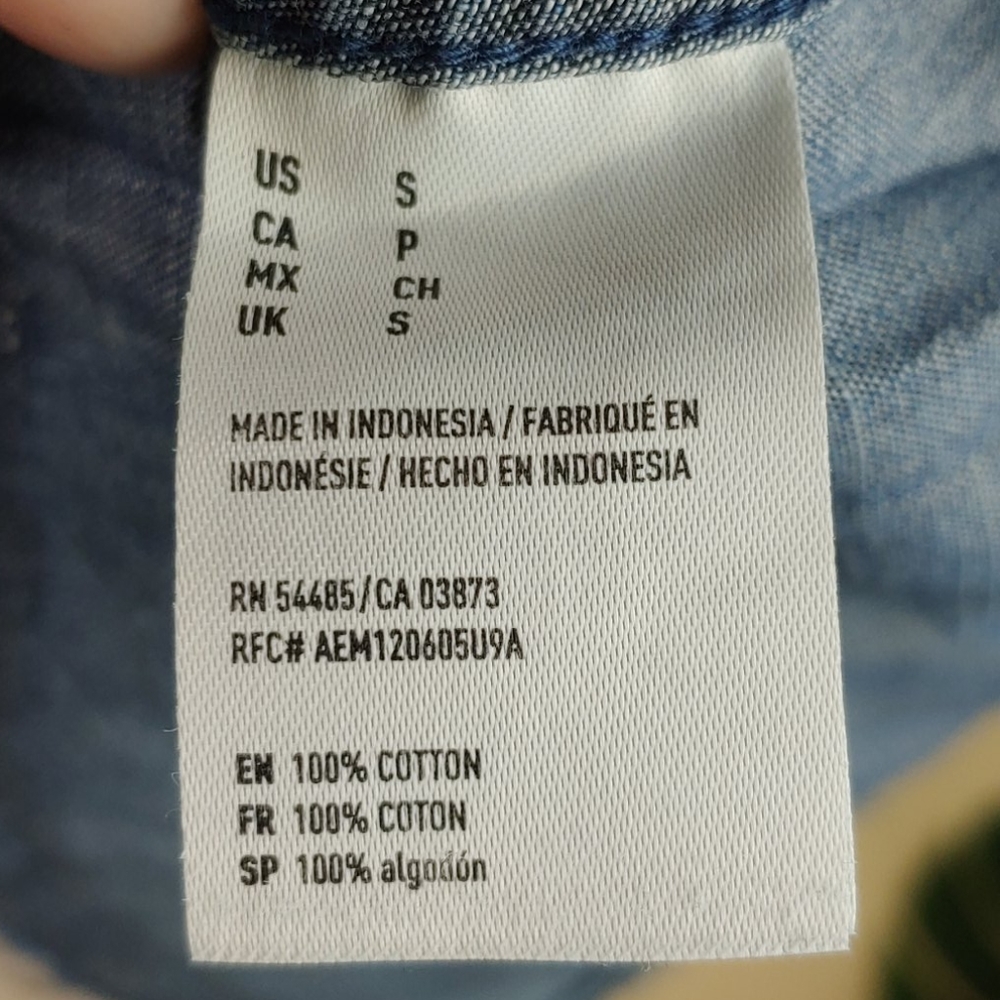 US S
CA P
MX CH
UK S
MADE IN INDONESIA / FABRIQUÉ EN
INDONÉSIE / HECHO EN INDONESIA
RN 54485/CA 03873
RFC# AEM120605U9A
EN 100% COTTON
FR 100% COTON
SP 100% algodón